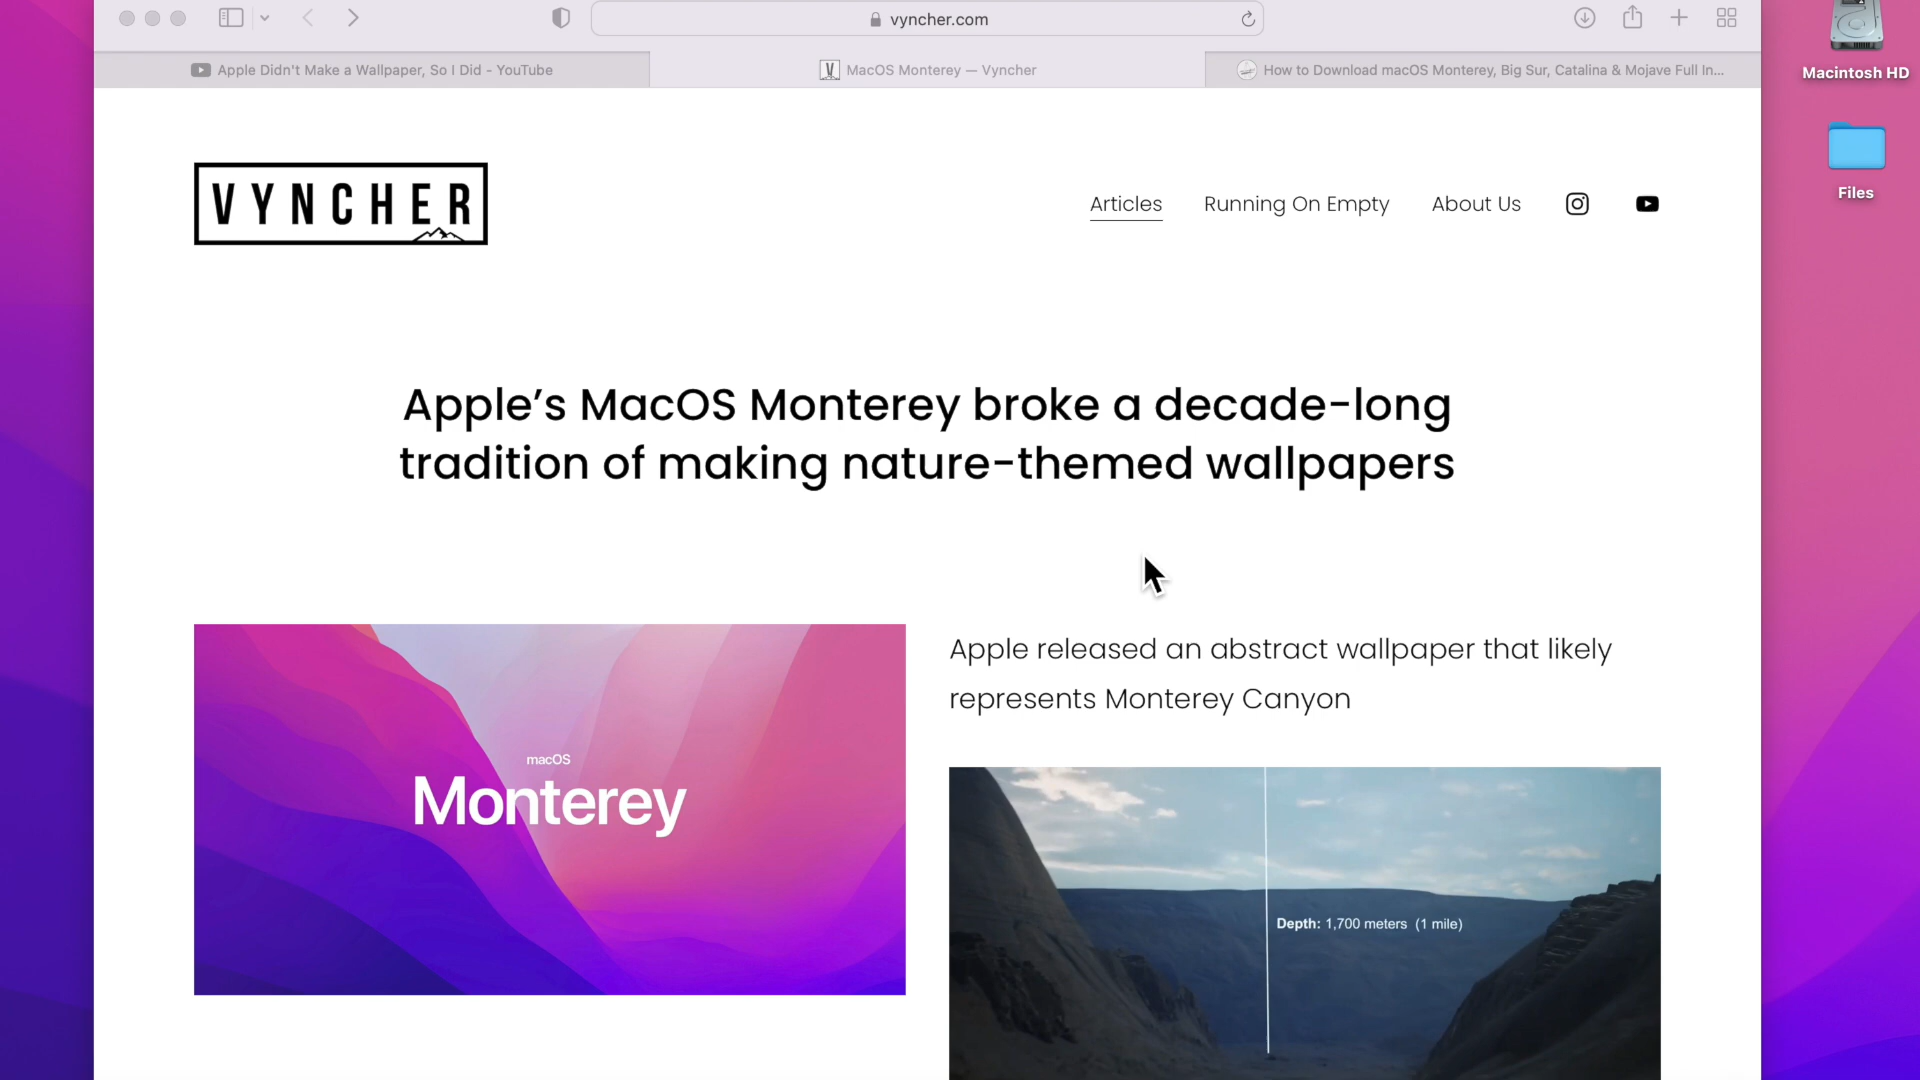 vyncher.com
Apple Didn't Make a Wallpaper, So I Did - YouTube
MacOS Monterey — Vyncher
How to Download macOS Monterey, Big Sur, Catalina & Mojave Full In...
Macintosh HD
Files
VYNCHER
Articles
Running On Empty
About Us
Apple’s MacOS Monterey broke a decade-long
tradition of making nature-themed wallpapers
macOS
Monterey
Apple released an abstract wallpaper that likely
represents Monterey Canyon
Depth: 1,700 meters (1 mile)